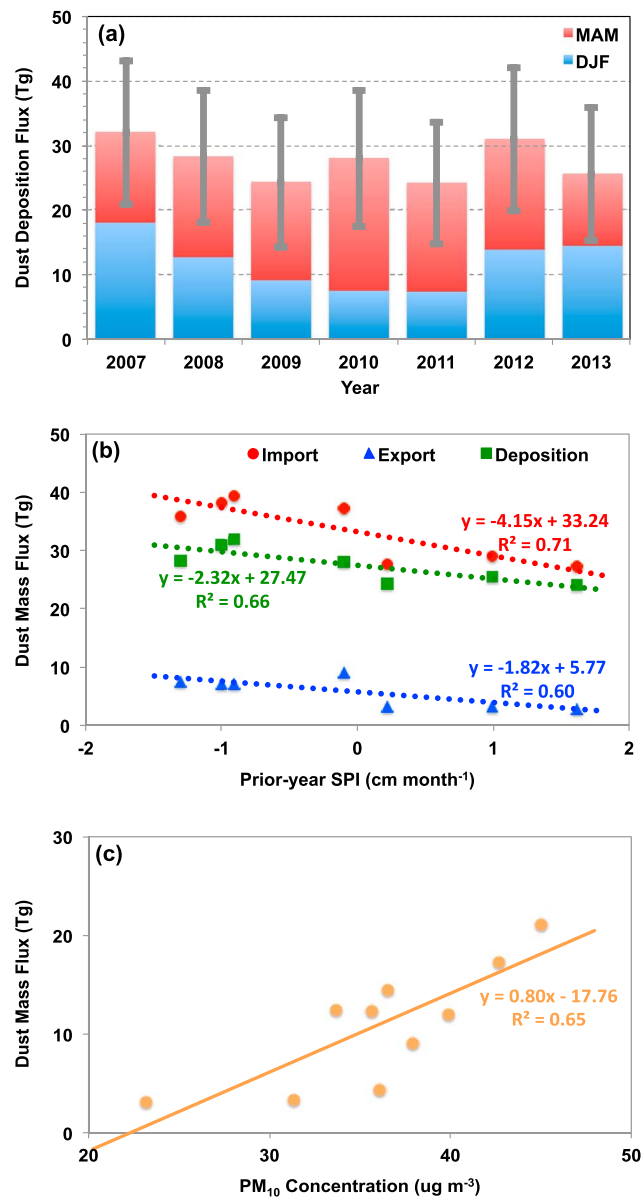 (a)
MAM
DJF
Dust Deposition Flux (Tg)
50
40
30
20
10
0
2007 2008 2009 2010 2011 2012 2013
Year
(b)
Import Export Deposition
Dust Mass Flux (Tg)
50
40
30
20
10
0
y = -4.15x + 33.24
R² = 0.71
y = -2.32x + 27.47
R² = 0.66
y = -1.82x + 5.77
R² = 0.60
-2 -1 0 1 2
Prior-year SPI (cm month⁻¹)
(c)
Dust Mass Flux (Tg)
30
20
10
0
y = 0.80x - 17.76
R² = 0.65
20 30 40 50
PM₁₀ Concentration (ug m⁻³)